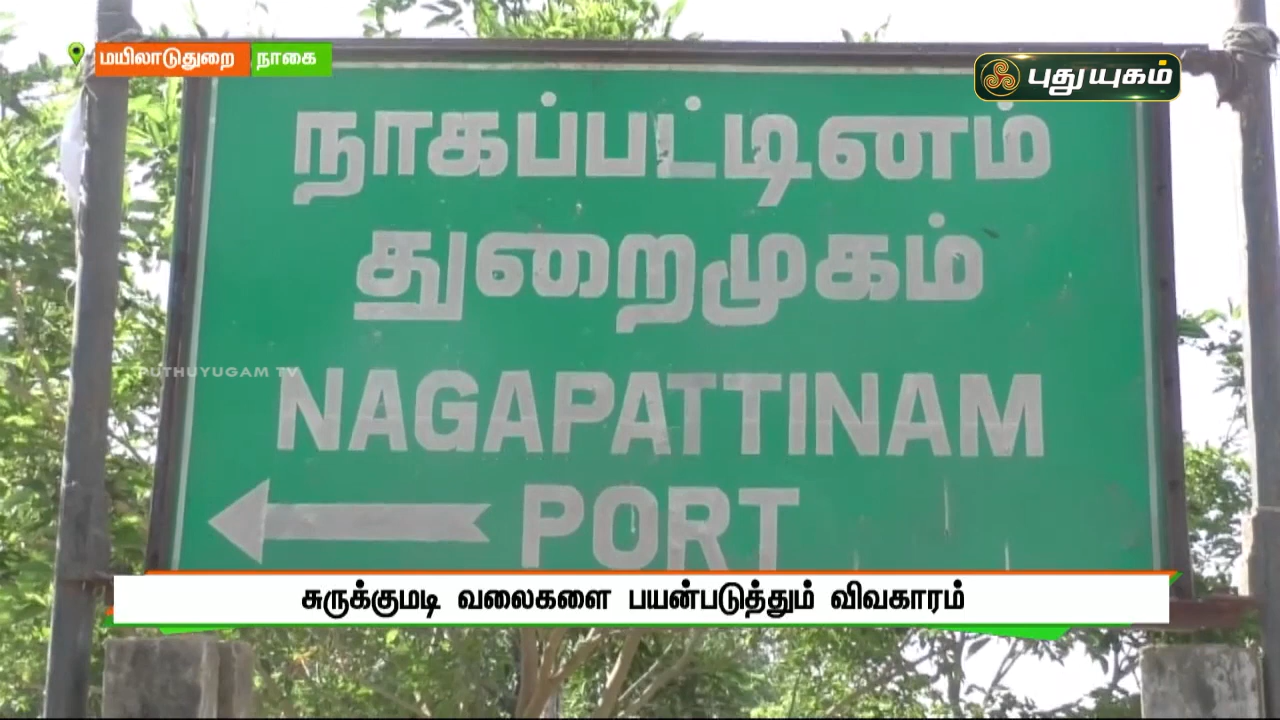 மயிலாடுதுறை நாகை
புதுயுகம்
நாகப்பட்டினம்
துறைமுகம்
PUTHUYUGAM TV
NAGAPATTINAM
PORT
சுருக்குமடி வலைகளை பயன்படுத்தும் விவகாரம்